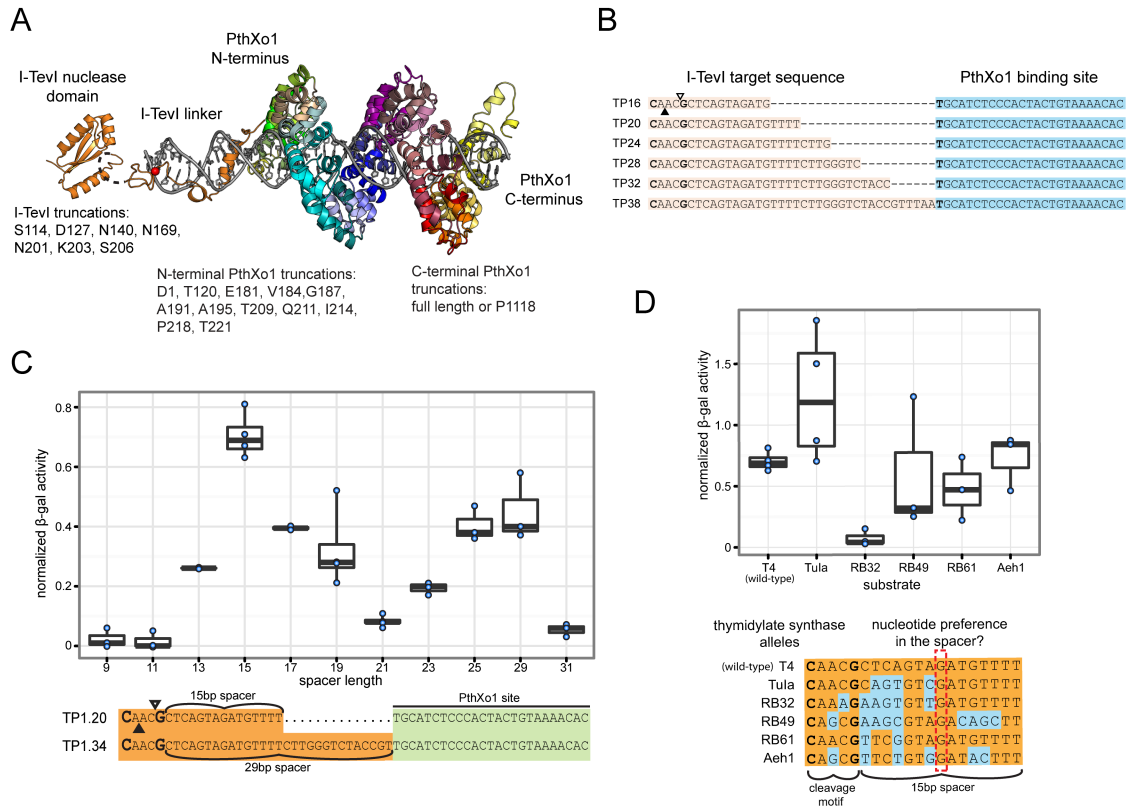 A
PthXo1
N-terminus
I-TevI nuclease
domain
I-TevI linker
PthXo1
C-terminus
I-TevI truncations:
S114, D127, N140, N169,
N201, K203, S206
N-terminal PthXo1 truncations:
D1, T120, E181, V184,G187,
A191, A195, T209, Q211, I214,
P218, T221
C-terminal PthXo1
truncations:
full length or P1118
B
I-TevI target sequence PthXo1 binding site
TP16 CAACGCTCAGTAGATG----------------------TGCATCTCCCACTACTGTAAAACAC
TP20 CAACGCTCAGTAGATGTTTT------------------TGCATCTCCCACTACTGTAAAACAC
TP24 CAACGCTCAGTAGATGTTTTCTTG--------------TGCATCTCCCACTACTGTAAAACAC
TP28 CAACGCTCAGTAGATGTTTTCTTGGGTC----------TGCATCTCCCACTACTGTAAAACAC
TP32 CAACGCTCAGTAGATGTTTTCTTGGGTCTACC------TGCATCTCCCACTACTGTAAAACAC
TP38 CAACGCTCAGTAGATGTTTTCTTGGGTCTACCGTTTAATGCATCTCCCACTACTGTAAAACAC
C
normalized β-gal activity
0.8
0.6
0.4
0.2
0
9 11 13 15 17 19 21 23 25 29 31
spacer length
15bp spacer PthXo1 site
TP1.20 CAACGCTCAGTAGATGTTTT..............TGCATCTCCCACTACTGTAAAACAC
TP1.34 CAACGCTCAGTAGATGTTTTCTTGGGTCTACCGTTGCATCTCCCACTACTGTAAAACAC
29bp spacer
D
normalized β-gal activity
1.5
1.0
0.5
0
T4 Tula RB32 RB49 RB61 Aeh1
(wild-type)
substrate
thymidylate synthase
alleles
nucleotide preference
in the spacer?
(wild-type) T4 CAACGCTCAGTAGATGTTTT
Tula CAACGCAGTGTCGATGTTTT
RB32 CAAAGAAGTGTTGATGTTTT
RB49 CAGCGAAGCGTAGACAGCTT
RB61 CAACGTTCGGTAGATGTTTT
Aeh1 CAGCGTTCTGTGGATACTTT
cleavage
motif
15bp spacer